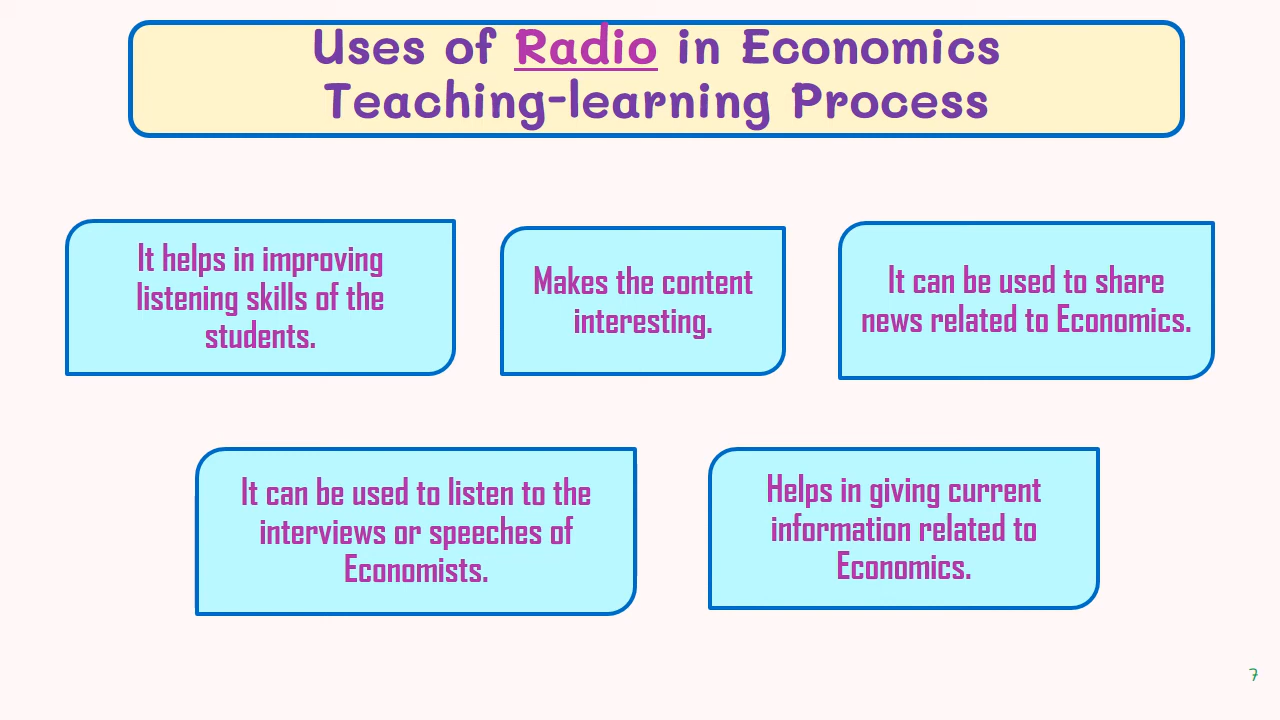 Uses of Radio in Economics
Teaching-learning Process
It helps in improving
listening skills of the
students.
Makes the content
interesting.
It can be used to share
news related to Economics.
It can be used to listen to the
interviews or speeches of
Economists.
Helps in giving current
information related to
Economics.
7